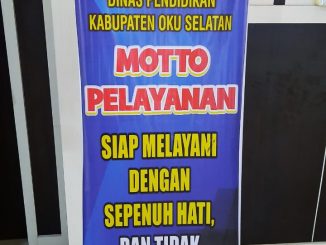 DINAS PENDIDIKAN
KABUPATEN OKU SELATAN
MOTTO
PELAYANAN
SIAP MELAYANI
DENGAN
SEPENUH HATI,
DAN TIDAK